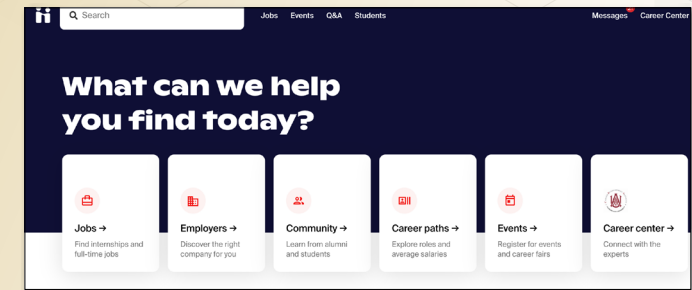 Search
Jobs Events Q&A Students
Messages Career Center
What can we help
you find today?
Jobs →
Find internships and
full-time jobs
Employers →
Discover the right
company for you
Community →
Learn from alumni
and students
Career paths →
Explore roles and
average salaries
Events →
Register for events
and career fairs
Career center →
Connect with the
experts